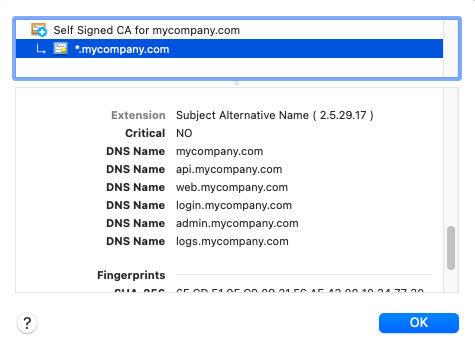 Self Signed CA for mycompany.com
*.mycompany.com
Extension Subject Alternative Name ( 2.5.29.17 )
Critical NO
DNS Name mycompany.com
DNS Name api.mycompany.com
DNS Name web.mycompany.com
DNS Name login.mycompany.com
DNS Name admin.mycompany.com
DNS Name logs.mycompany.com
Fingerprints
SHA-256
? OK